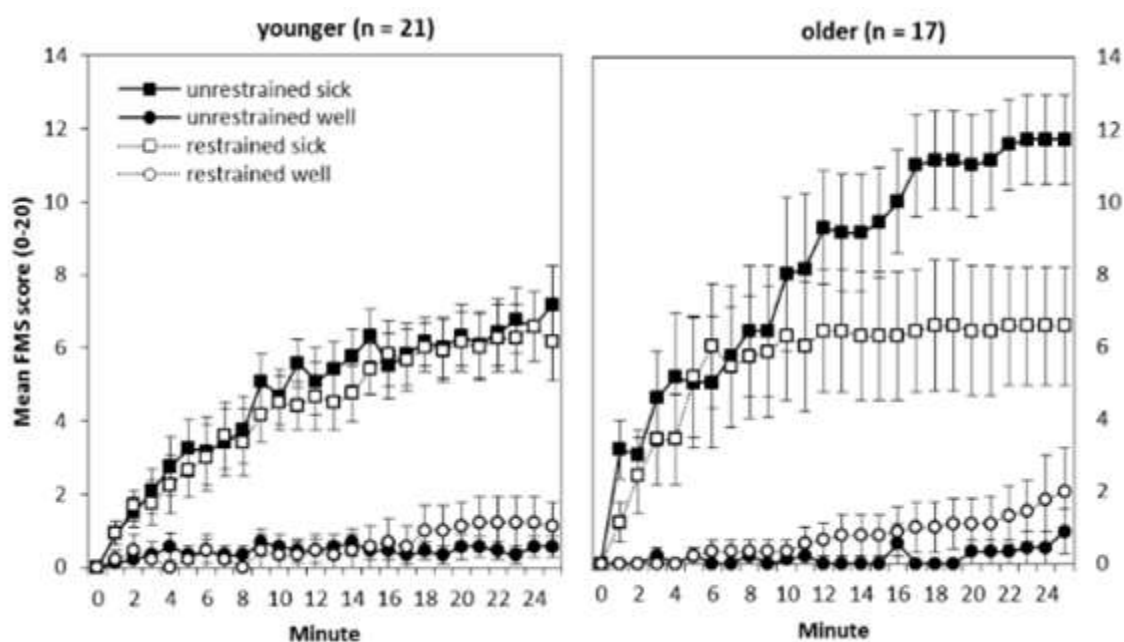 younger (n = 21)
14
12
10
8
6
4
2
0
Mean FMS score (0-20)
unrestrained sick
unrestrained well
restrained sick
restrained well
0 2 4 6 8 10 12 14 16 18 20 22 24
Minute
older (n = 17)
14
12
10
8
6
4
2
0
0 2 4 6 8 10 12 14 16 18 20 22 24
Minute